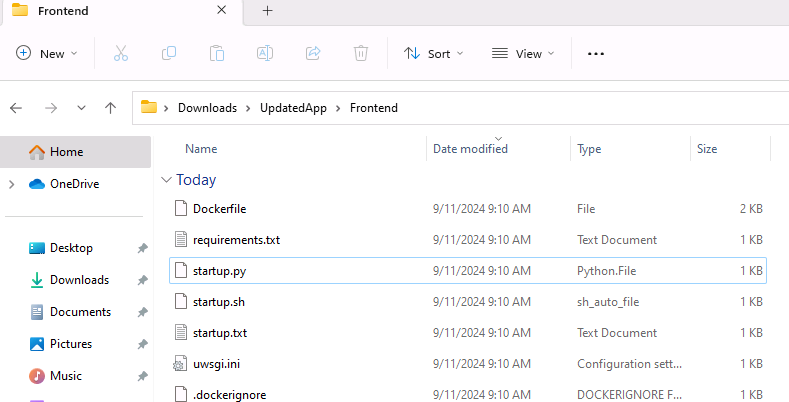 Frontend
New
Sort
View
Downloads
UpdatedApp
Frontend
Home
OneDrive
Desktop
Downloads
Documents
Pictures
Music
Name Date modified Type Size
Today
Dockerfile 9/11/2024 9:10 AM File 2 KB
requirements.txt 9/11/2024 9:10 AM Text Document 1 KB
startup.py 9/11/2024 9:10 AM Python.File 1 KB
startup.sh 9/11/2024 9:10 AM sh_auto_file 1 KB
startup.txt 9/11/2024 9:10 AM Text Document 1 KB
uwsgi.ini 9/11/2024 9:10 AM Configuration sett... 1 KB
.dockerignore 9/11/2024 9:10 AM DOCKERIGNORE F... 1 KB